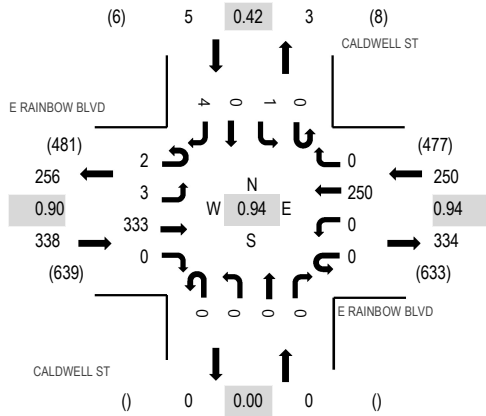 (6) 5 0.42 3 (8)
CALDWELL ST
E RAINBOW BLVD
4 0 1 0
(481) (477)
2 0
256 250
3 N 250
0.90 W 0.94 E 0.94
333 0
338 S 334
0 0
(639) (633)
0 0 0 0
E RAINBOW BLVD
CALDWELL ST
() 0 0.00 0 ()